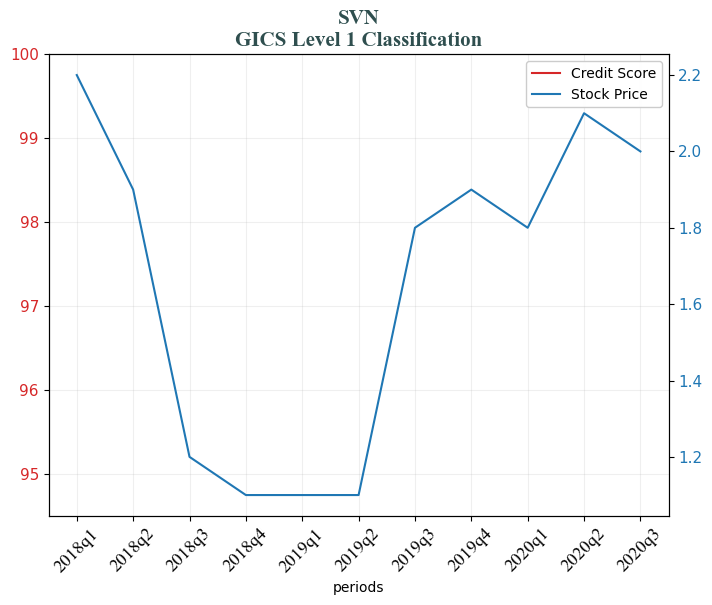 SVN
GICS Level 1 Classification
Credit Score
Stock Price
100
99
98
97
96
95
2.2
2.0
1.8
1.6
1.4
1.2
2018q1
2018q2
2018q3
2018q4
2019q1
2019q2
2019q3
2019q4
2020q1
2020q2
2020q3
periods